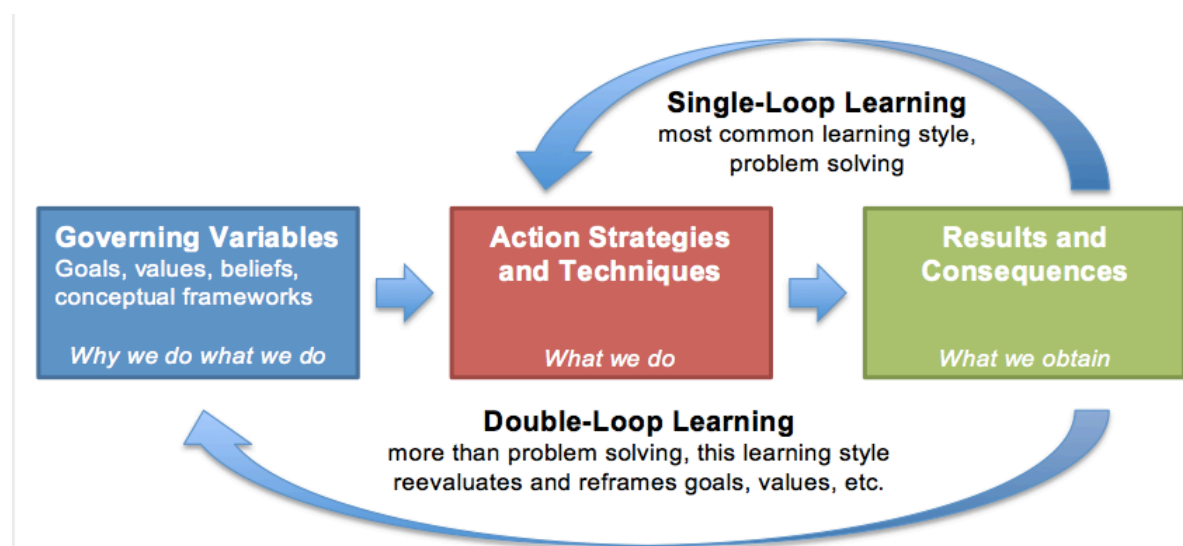 Single-Loop Learning
most common learning style,
problem solving
Governing Variables
Goals, values, beliefs,
conceptual frameworks
Why we do what we do
Action Strategies
and Techniques
What we do
Results and
Consequences
What we obtain
Double-Loop Learning
more than problem solving, this learning style
reevaluates and reframes goals, values, etc.